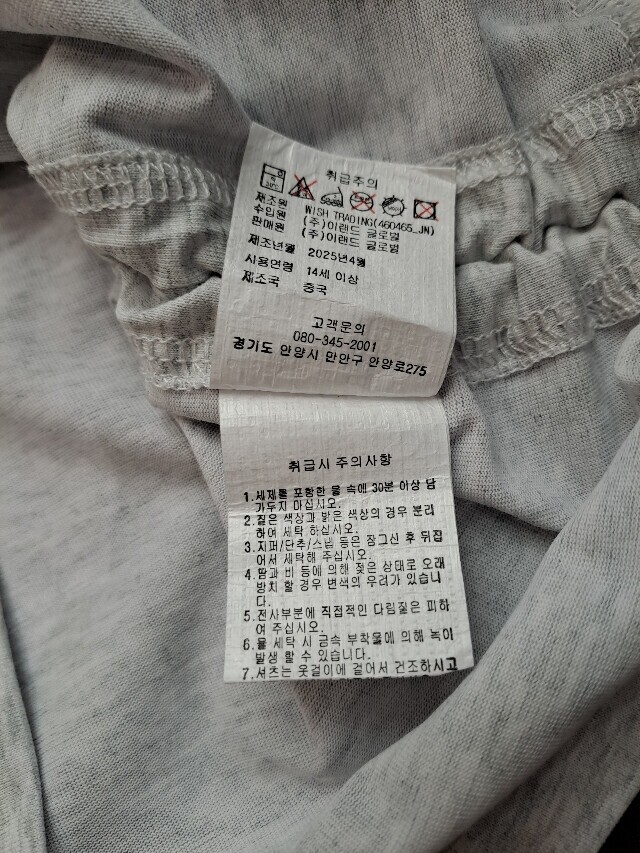 취급주의
제조원 WISH TRADING(460465_JN)
수입원 (주)이랜드 글로벌
판매원 (주)이랜드 글로벌
제조년월 2025년4월
사용연령 14세 이상
제조국 중국
고객문의
080-345-2001
경기도 안양시 만안구 안양로275
취급시 주의사항
1.세제를 포함한 물 속에 30분 이상 담
가두지 마십시오.
2.짙은 색상과 밝은 색상의 경우 분리
하여 세탁 하십시오.
3.지퍼/단추/스냅 등은 잠그신 후 뒤집
어서 세탁해 주십시오.
4.땀과 비 등에 의해 젖은 상태로 오래
방치 할 경우 변색의 우려가 있습니
다.
5.전사부분에 직접적인 다림질은 피하
여 주십시오.
6.물 세탁 시 금속 부착물에 의해 녹이
발생 할 수 있습니다.
7.셔츠는 옷걸이에 걸어서 건조하시고